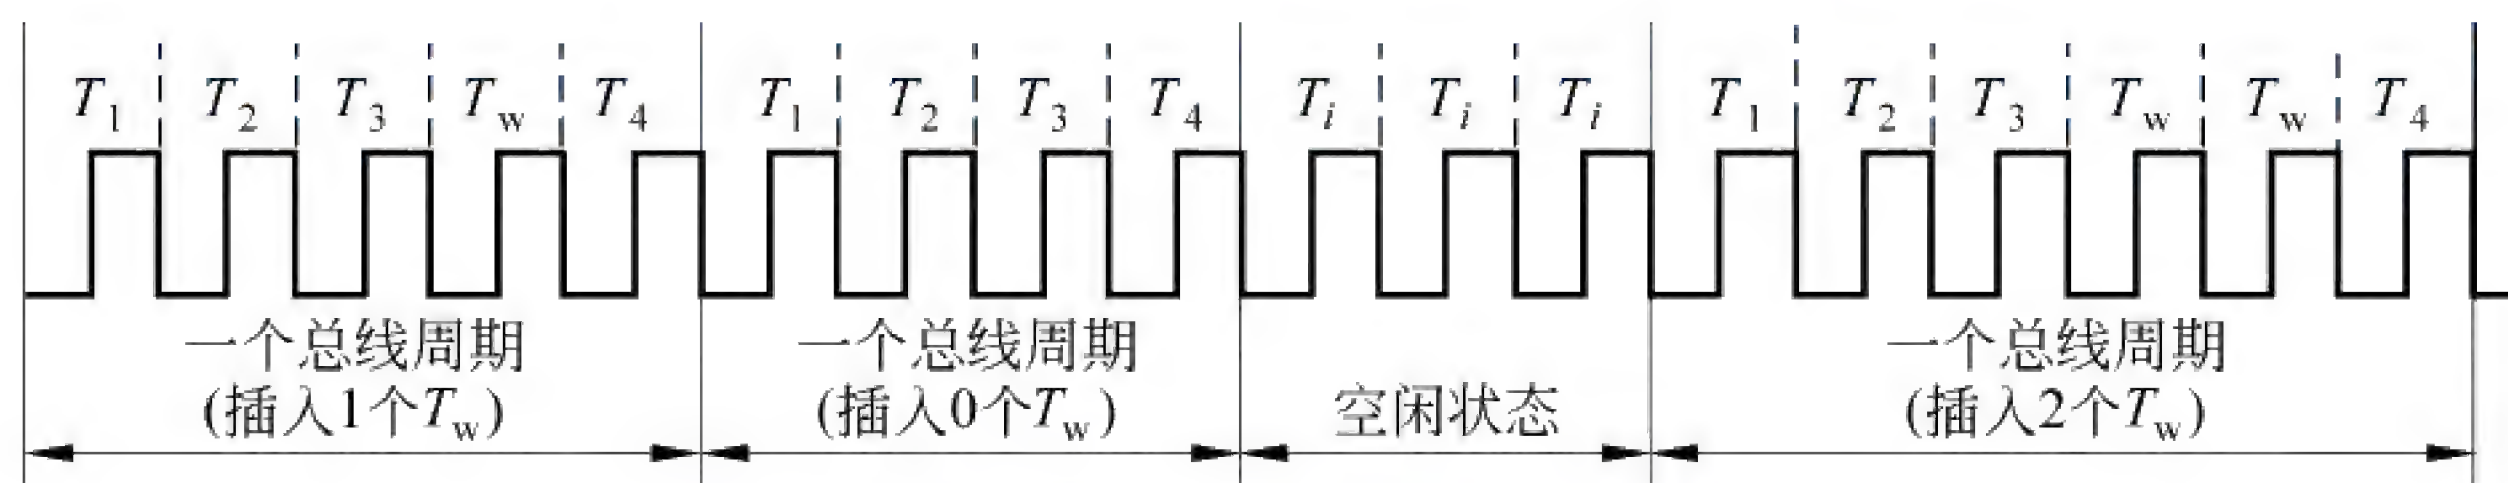 T1 T2 T3 Tw T4 T1 T2 T3 T4 Ti Ti Ti T1 T2 T3 Tw Tw T4
一个总线周期 一个总线周期 一个总线周期
(插入1个Tw) (插入0个Tw) 空闲状态 (插入2个Tw)